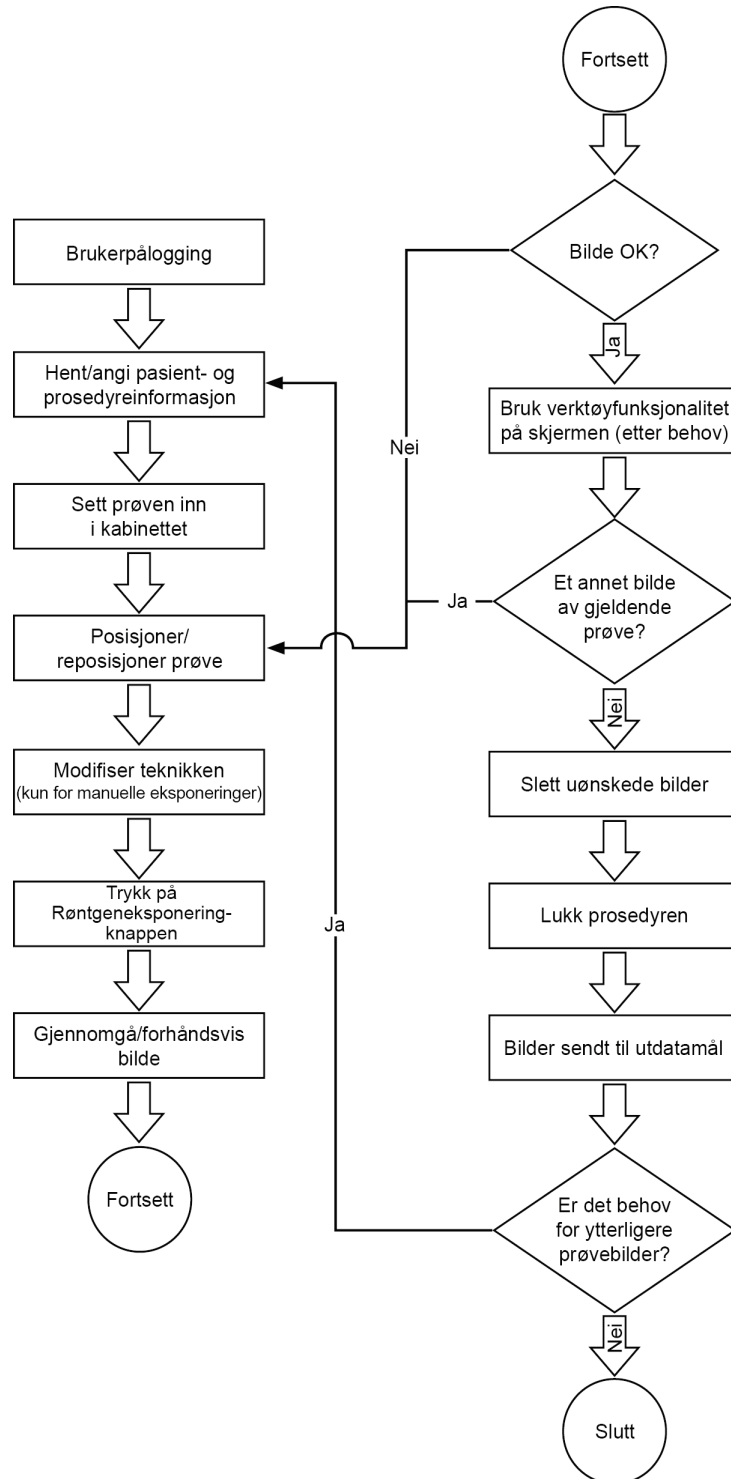 Brukerpålogging
Hent/angi pasient- og
prosedyreinformasjon
Sett prøven inn
i kabinettet
Posisjoner/
reposisjoner prøve
Modifiser teknikken
(kun for manuelle eksponeringer)
Trykk på
Røntgeneksponering-
knappen
Gjennomgå/forhåndsvis
bilde
Fortsett
Fortsett
Bilde OK?
Nei
Ja
Bruk verktøyfunksjonalitet
på skjermen (etter behov)
Et annet bilde
av gjeldende
prøve?
Ja
Nei
Slett uønskede bilder
Lukk prosedyren
Bilder sendt til utdatamål
Er det behov
for ytterligere
prøvebilder?
Ja
Nei
Slutt